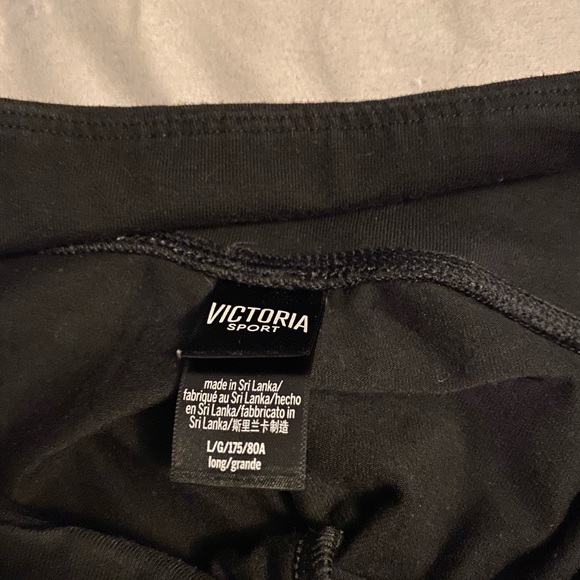 VICTORIA
SPORT
made in Sri Lanka/
fabriqué au Sri Lanka/hecho
en Sri Lanka/fabbricato in
Sri Lanka/斯里兰卡制造
L/G/175/80A
long/grande